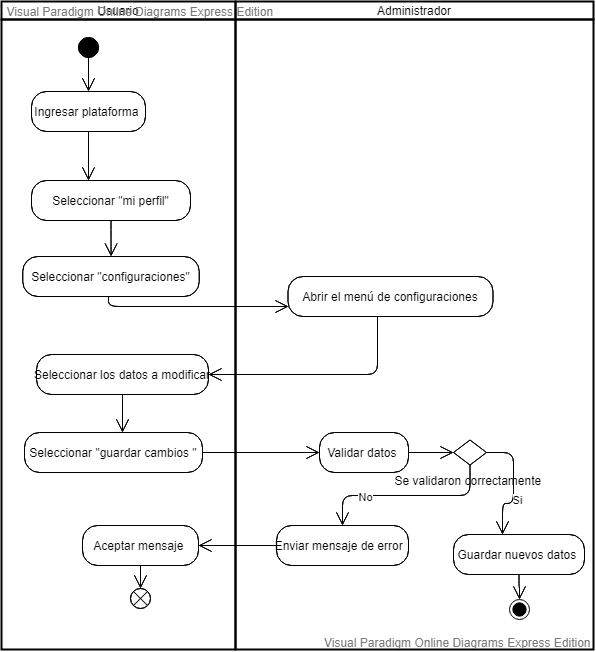 Visual Paradigm Online Diagrams Express Edition
Usuario
Administrador
Ingresar plataforma
Seleccionar "mi perfil"
Seleccionar "configuraciones"
Abrir el menú de configuraciones
Seleccionar los datos a modificar
Seleccionar "guardar cambios "
Validar datos
Se validaron correctamente
No
Si
Aceptar mensaje
Enviar mensaje de error
Guardar nuevos datos
Visual Paradigm Online Diagrams Express Edition